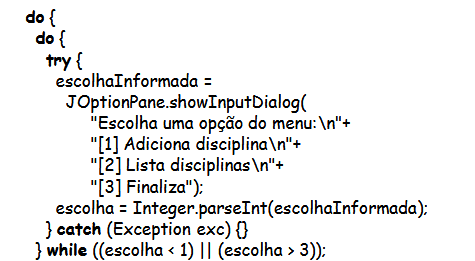 do {
do {
try {
escolhaInformada =
JOptionPane.showInputDialog(
"Escolha uma opção do menu:\n"+
"[1] Adiciona disciplina\n"+
"[2] Lista disciplinas\n"+
"[3] Finaliza");
escolha = Integer.parseInt(escolhaInformada);
} catch (Exception exc) {}
} while ((escolha < 1) || (escolha > 3));